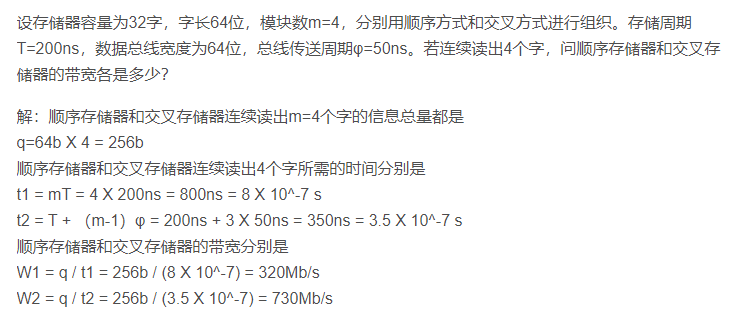 设存储器容量为32字，字长64位，模块数m=4，分别用顺序方式和交叉方式进行组织。存储周期
T=200ns，数据总线宽度为64位，总线传送周期φ=50ns。若连续读出4个字，问顺序存储器和交叉存
储器的带宽各是多少？
解：顺序存储器和交叉存储器连续读出m=4个字的信息总量都是
q=64b X 4 = 256b
顺序存储器和交叉存储器连续读出4个字所需的时间分别是
t1 = mT = 4 X 200ns = 800ns = 8 X 10^-7 s
t2 = T + （m-1）φ = 200ns + 3 X 50ns = 350ns = 3.5 X 10^-7 s
顺序存储器和交叉存储器的带宽分别是
W1 = q / t1 = 256b / (8 X 10^-7) = 320Mb/s
W2 = q / t2 = 256b / (3.5 X 10^-7) = 730Mb/s